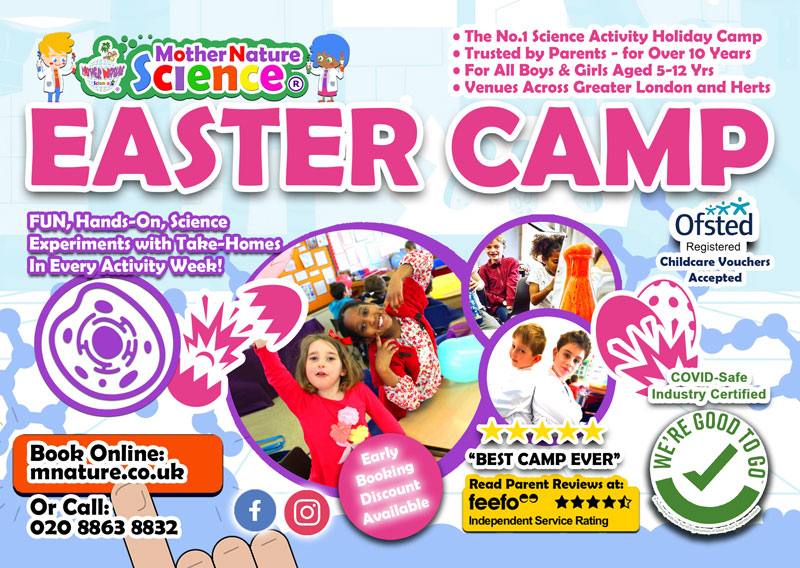 Mother Nature
Science®
• The No.1 Science Activity Holiday Camp
• Trusted by Parents - for Over 10 Years
• For All Boys & Girls Aged 5-12 Yrs
• Venues Across Greater London and Herts
EASTER CAMP
FUN, Hands-On, Science
Experiments with Take-Homes
In Every Activity Week!
Ofsted
Registered
Childcare Vouchers
Accepted
COVID-Safe
Industry Certified
WE'RE GOOD TO GO
Early
Booking
Discount
Available
"BEST CAMP EVER"
Read Parent Reviews at:
feefo
Independent Service Rating
Book Online:
mnature.co.uk
Or Call:
020 8863 8832
f